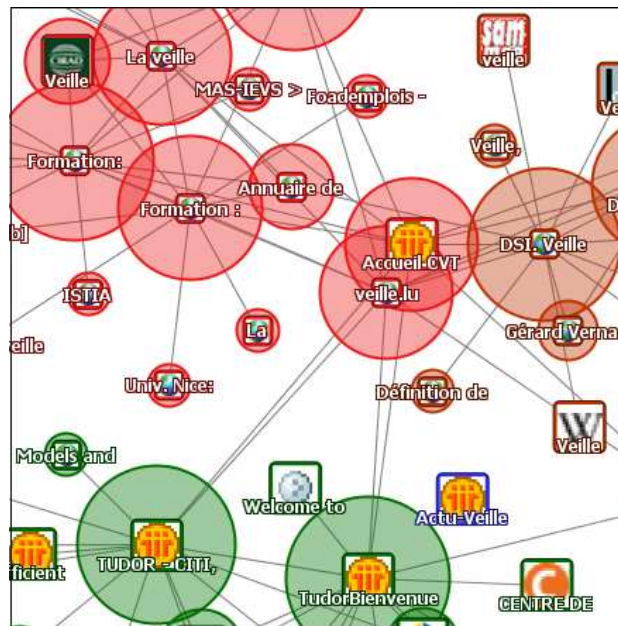 sam
veille
Veille
La veille
MAS-IEVS >
Foademplois -
Ve
Veille,
Formation:
Annuaire de
Formation :
D
DSI. Veille
b]
Accueil CVT
veille.lu
ISTIA
La
Gérard Verna
eille
Univ. Nice:
Définition de
W
Veille
Models and
Welcome to
Actu-Veille
fficient
TUDOR - CITI,
TudorBienvenue
C
CENTRE DE